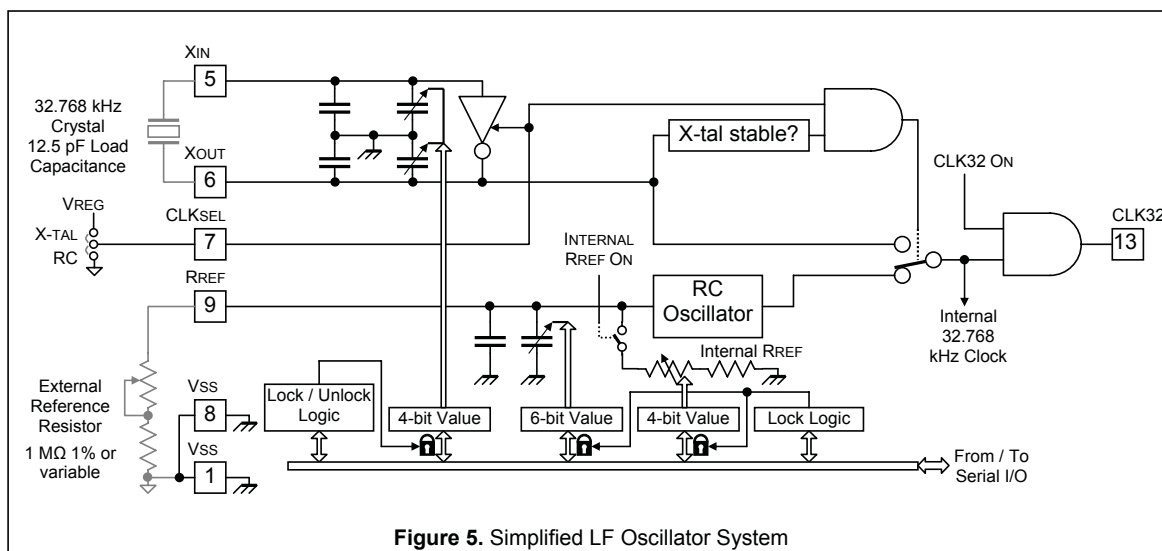 XIN
5
32.768 kHz
Crystal
12.5 pF Load
Capacitance
XOUT
6
X-tal stable?
CLK32 ON
VREG
X-TAL
RC
CLKSEL
7
CLK32
13
INTERNAL
RREF ON
RREF
9
RC
Oscillator
Internal
32.768
kHz Clock
Internal RREF
External
Reference
Resistor
1 MΩ 1% or
variable
VSS
8
VSS
1
Lock / Unlock
Logic
4-bit Value
6-bit Value
4-bit Value
Lock Logic
From / To
Serial I/O
Figure 5. Simplified LF Oscillator System